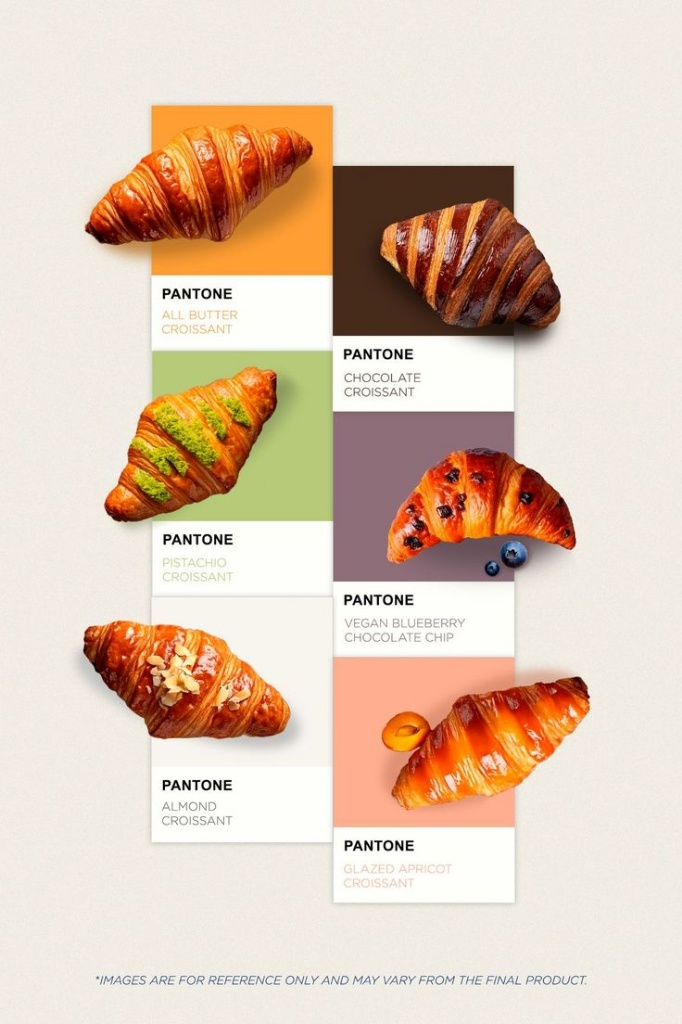 PANTONE
ALL BUTTER
CROISSANT
PANTONE
CHOCOLATE
CROISSANT
PANTONE
PISTACHIO
CROISSANT
PANTONE
VEGAN BLUEBERRY
CHOCOLATE CHIP
PANTONE
ALMOND
CROISSANT
PANTONE
GLAZED APRICOT
CROISSANT
*IMAGES ARE FOR REFERENCE ONLY AND MAY VARY FROM THE FINAL PRODUCT.